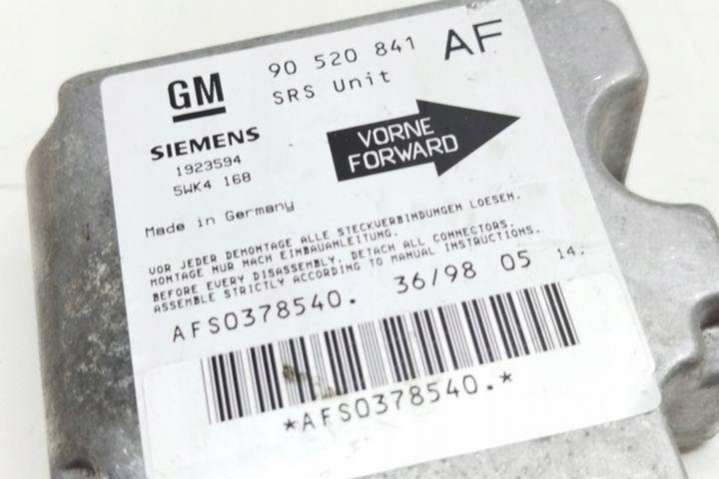 GM 90 520 841 AF
SRS Unit
SIEMENS
1923594
5WK4 168
VORNE
FORWARD
Made in Germany
VOR JEDER DEMONTAGE ALLE STECKVERBINDUNGEN LOESEN.
MONTAGE NUR NACH EINBAUANLEITUNG.
BEFORE EVERY DISASSEMBLY, DETACH ALL CONNECTORS.
ASSEMBLE STRICTLY ACCORDING TO MANUAL INSTRUCTIONS.
AFS0378540. 36/98 05 14.
*AFS0378540.*